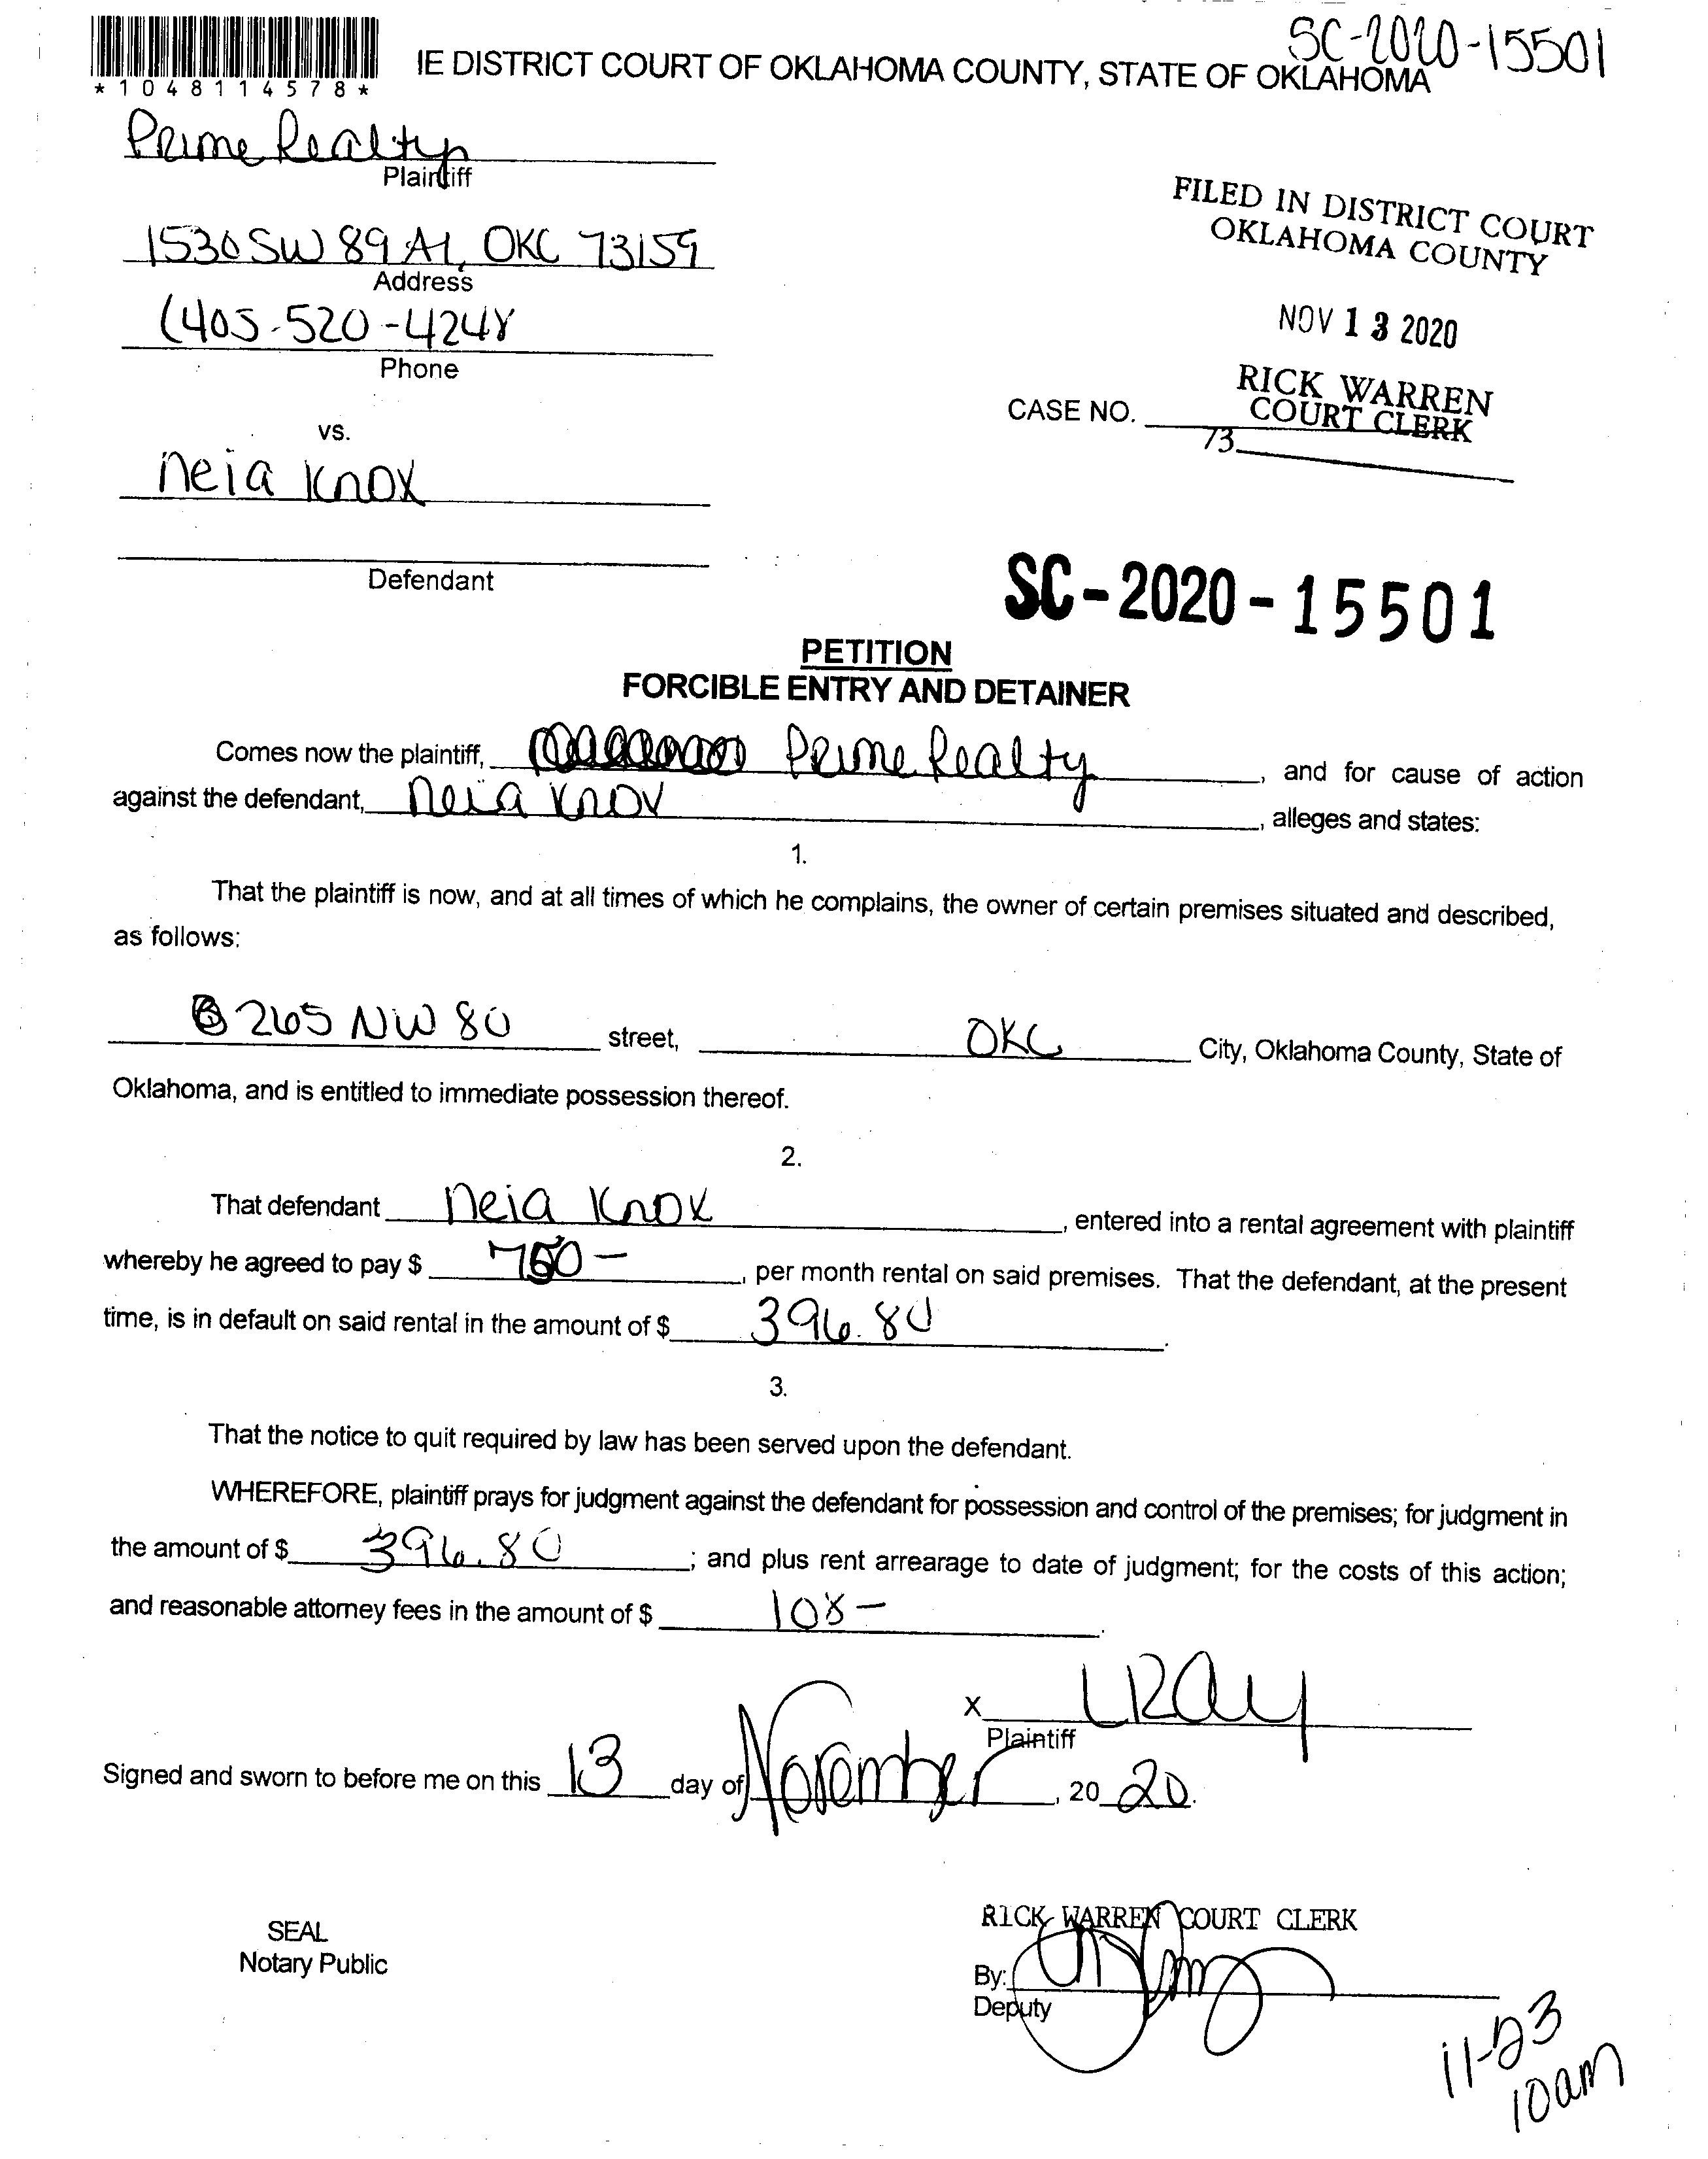 SC-2020-15501
IE DISTRICT COURT OF OKLAHOMA COUNTY, STATE OF OKLAHOMA
*1048114578*
Prime Realty
Plaintiff
1530 SW 89 A1, OKC 73159
Address
(405-520-4248
Phone
FILED IN DISTRICT COURT
OKLAHOMA COUNTY
NOV 13 2020
RICK WARREN
COURT CLERK
73
CASE NO.
vs.
neia Knox
Defendant
SC-2020-15501
PETITION
FORCIBLE ENTRY AND DETAINER
Comes now the plaintiff, Prime Realty, and for cause of action
against the defendant, neia Knox, alleges and states:
1.
That the plaintiff is now, and at all times of which he complains, the owner of certain premises situated and described,
as follows:
265 NW 80 street, OKC City, Oklahoma County, State of
Oklahoma, and is entitled to immediate possession thereof.
2.
That defendant neia Knox, entered into a rental agreement with plaintiff
whereby he agreed to pay $ 750-, per month rental on said premises. That the defendant, at the present
time, is in default on said rental in the amount of $ 396.80.
3.
That the notice to quit required by law has been served upon the defendant.
WHEREFORE, plaintiff prays for judgment against the defendant for possession and control of the premises; for judgment in
the amount of $ 396.80; and plus rent arrearage to date of judgment; for the costs of this action;
and reasonable attorney fees in the amount of $ 108-.
X LRay
Plaintiff
Signed and sworn to before me on this 13 day of November, 2020.
SEAL
Notary Public
RICK WARREN COURT CLERK
By:
Deputy
11-23
10am